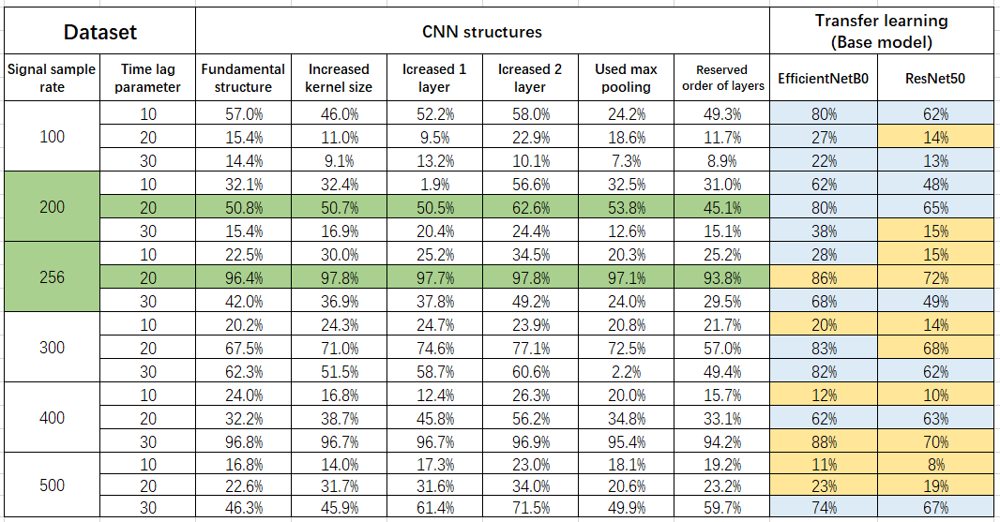 Dataset CNN structures Transfer learning
(Base model)
Signal sample rate Time lag parameter Fundamental structure Increased kernel size Icreased 1 layer Icreased 2 layer Used max pooling Reserved order of layers EfficientNetB0 ResNet50
100 10 57.0% 46.0% 52.2% 58.0% 24.2% 49.3% 80% 62%
20 15.4% 11.0% 9.5% 22.9% 18.6% 11.7% 27% 14%
30 14.4% 9.1% 13.2% 10.1% 7.3% 8.9% 22% 13%
200 10 32.1% 32.4% 1.9% 56.6% 32.5% 31.0% 62% 48%
20 50.8% 50.7% 50.5% 62.6% 53.8% 45.1% 80% 65%
30 15.4% 16.9% 20.4% 24.4% 12.6% 15.1% 38% 15%
256 10 22.5% 30.0% 25.2% 34.5% 20.3% 25.2% 28% 15%
20 96.4% 97.8% 97.7% 97.8% 97.1% 93.8% 86% 72%
30 42.0% 36.9% 37.8% 49.2% 24.0% 29.5% 68% 49%
300 10 20.2% 24.3% 24.7% 23.9% 20.8% 21.7% 20% 14%
20 67.5% 71.0% 74.6% 77.1% 72.5% 57.0% 83% 68%
30 62.3% 51.5% 58.7% 60.6% 2.2% 49.4% 82% 62%
400 10 24.0% 16.8% 12.4% 26.3% 20.0% 15.7% 12% 10%
20 32.2% 38.7% 45.8% 56.2% 34.8% 33.1% 62% 63%
30 96.8% 96.7% 96.7% 96.9% 95.4% 94.2% 88% 70%
500 10 16.8% 14.0% 17.3% 23.0% 18.1% 19.2% 11% 8%
20 22.6% 31.7% 31.6% 34.0% 20.6% 23.2% 23% 19%
30 46.3% 45.9% 61.4% 71.5% 49.9% 59.7% 74% 67%